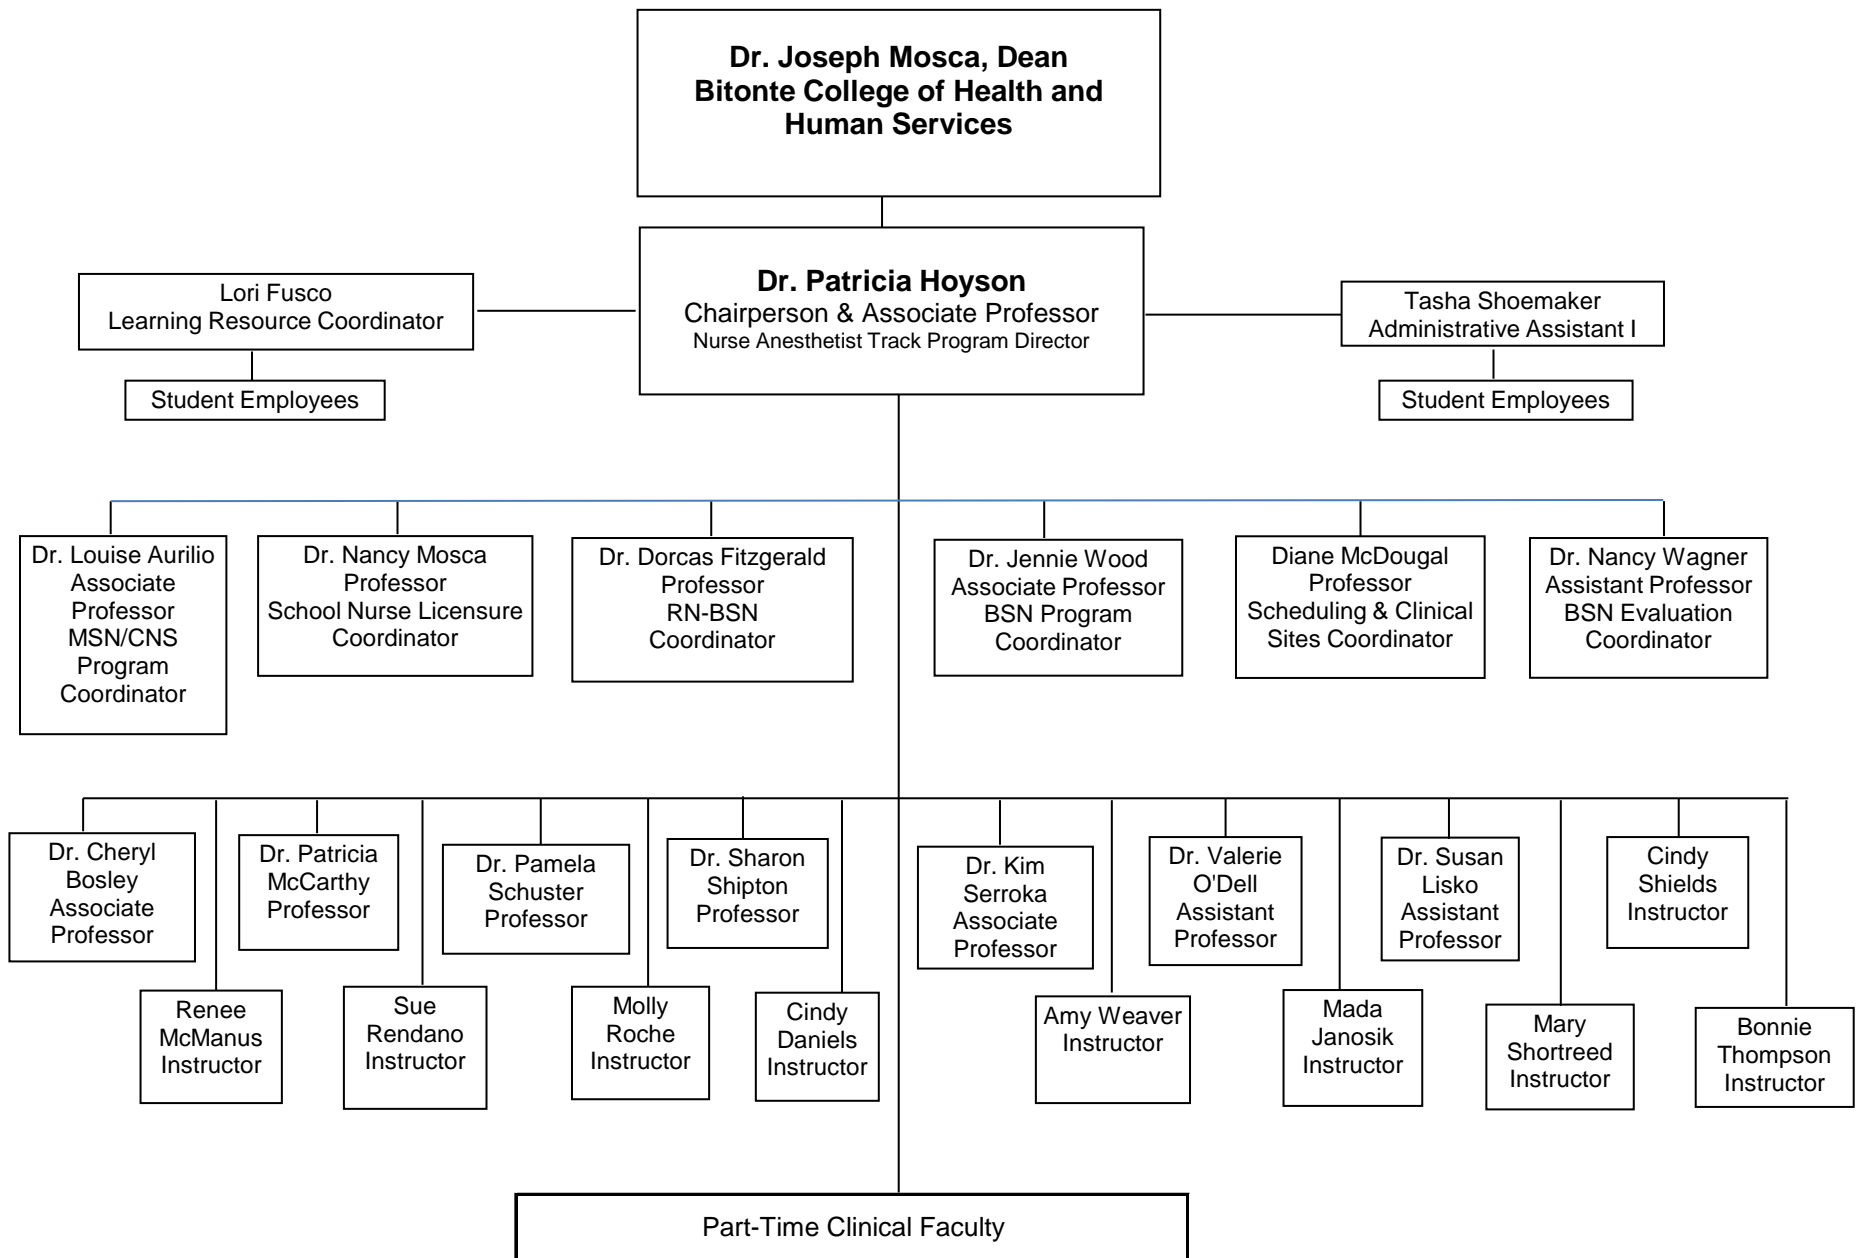 Dr. Joseph Mosca, Dean
Bitonte College of Health and
Human Services
Dr. Patricia Hoyson
Chairperson & Associate Professor
Nurse Anesthetist Track Program Director
Lori Fusco
Learning Resource Coordinator
Student Employees
Tasha Shoemaker
Administrative Assistant I
Student Employees
Dr. Louise Aurilio
Associate
Professor
MSN/CNS
Program
Coordinator
Dr. Nancy Mosca
Professor
School Nurse Licensure
Coordinator
Dr. Dorcas Fitzgerald
Professor
RN-BSN
Coordinator
Dr. Jennie Wood
Associate Professor
BSN Program
Coordinator
Diane McDougal
Professor
Scheduling & Clinical
Sites Coordinator
Dr. Nancy Wagner
Assistant Professor
BSN Evaluation
Coordinator
Dr. Cheryl
Bosley
Associate
Professor
Dr. Patricia
McCarthy
Professor
Dr. Pamela
Schuster
Professor
Dr. Sharon
Shipton
Professor
Dr. Kim
Serroka
Associate
Professor
Dr. Valerie
O'Dell
Assistant
Professor
Dr. Susan
Lisko
Assistant
Professor
Cindy
Shields
Instructor
Renee
McManus
Instructor
Sue
Rendano
Instructor
Molly
Roche
Instructor
Cindy
Daniels
Instructor
Amy Weaver
Instructor
Mada
Janosik
Instructor
Mary
Shortreed
Instructor
Bonnie
Thompson
Instructor
Part-Time Clinical Faculty